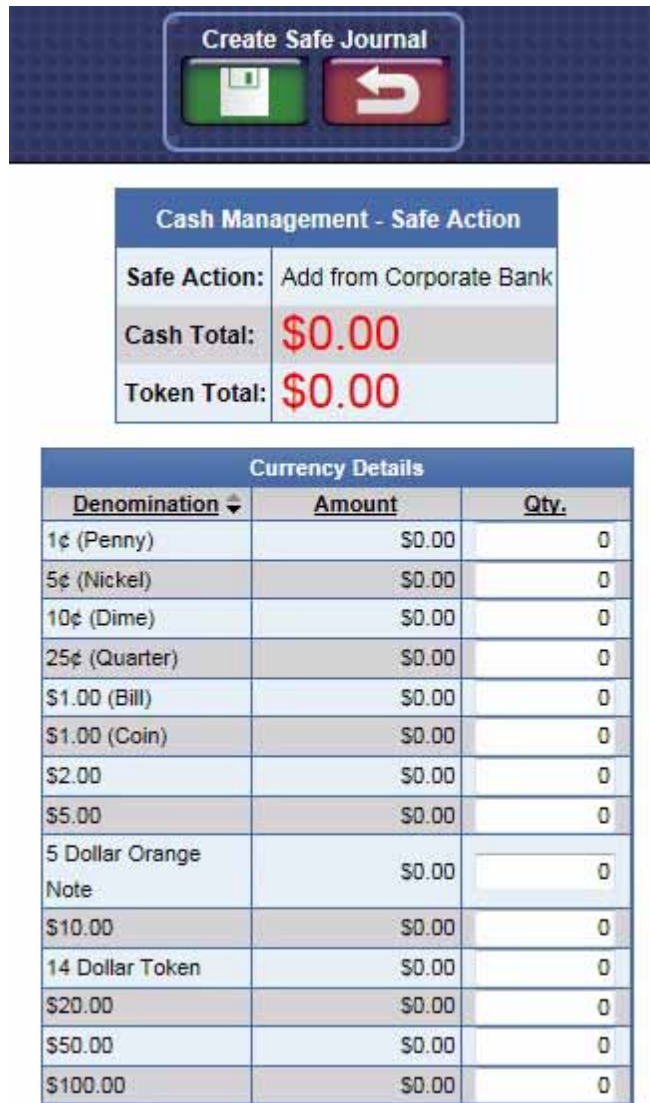 Create Safe Journal
Cash Management - Safe Action
Safe Action: Add from Corporate Bank
Cash Total: $0.00
Token Total: $0.00
Currency Details
Denomination Amount Qty.
1¢ (Penny) $0.00 0
5¢ (Nickel) $0.00 0
10¢ (Dime) $0.00 0
25¢ (Quarter) $0.00 0
$1.00 (Bill) $0.00 0
$1.00 (Coin) $0.00 0
$2.00 $0.00 0
$5.00 $0.00 0
5 Dollar Orange
Note $0.00 0
$10.00 $0.00 0
14 Dollar Token $0.00 0
$20.00 $0.00 0
$50.00 $0.00 0
$100.00 $0.00 0